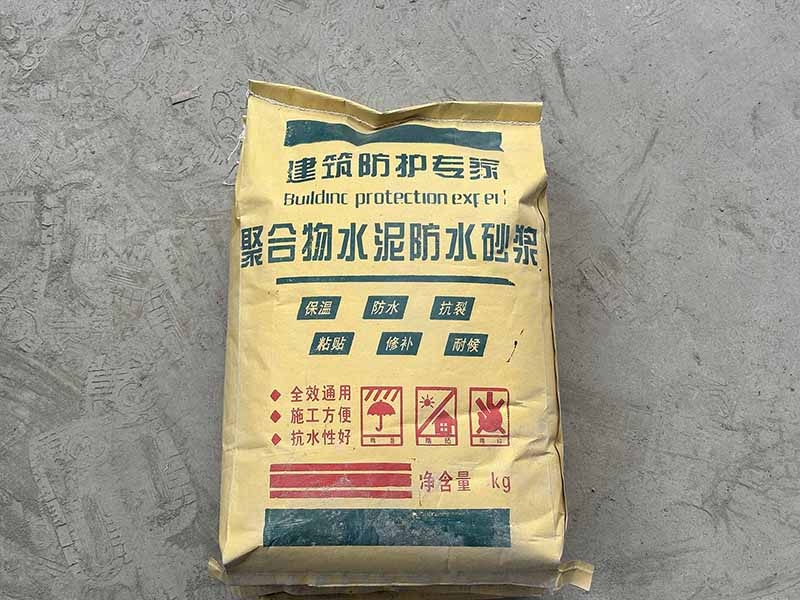 建筑防护专家
Building protection expert
聚合物水泥防水砂浆
保温 防水 抗裂
粘贴 修补 耐候
全效通用
施工方便
抗水性好
净含量 kg